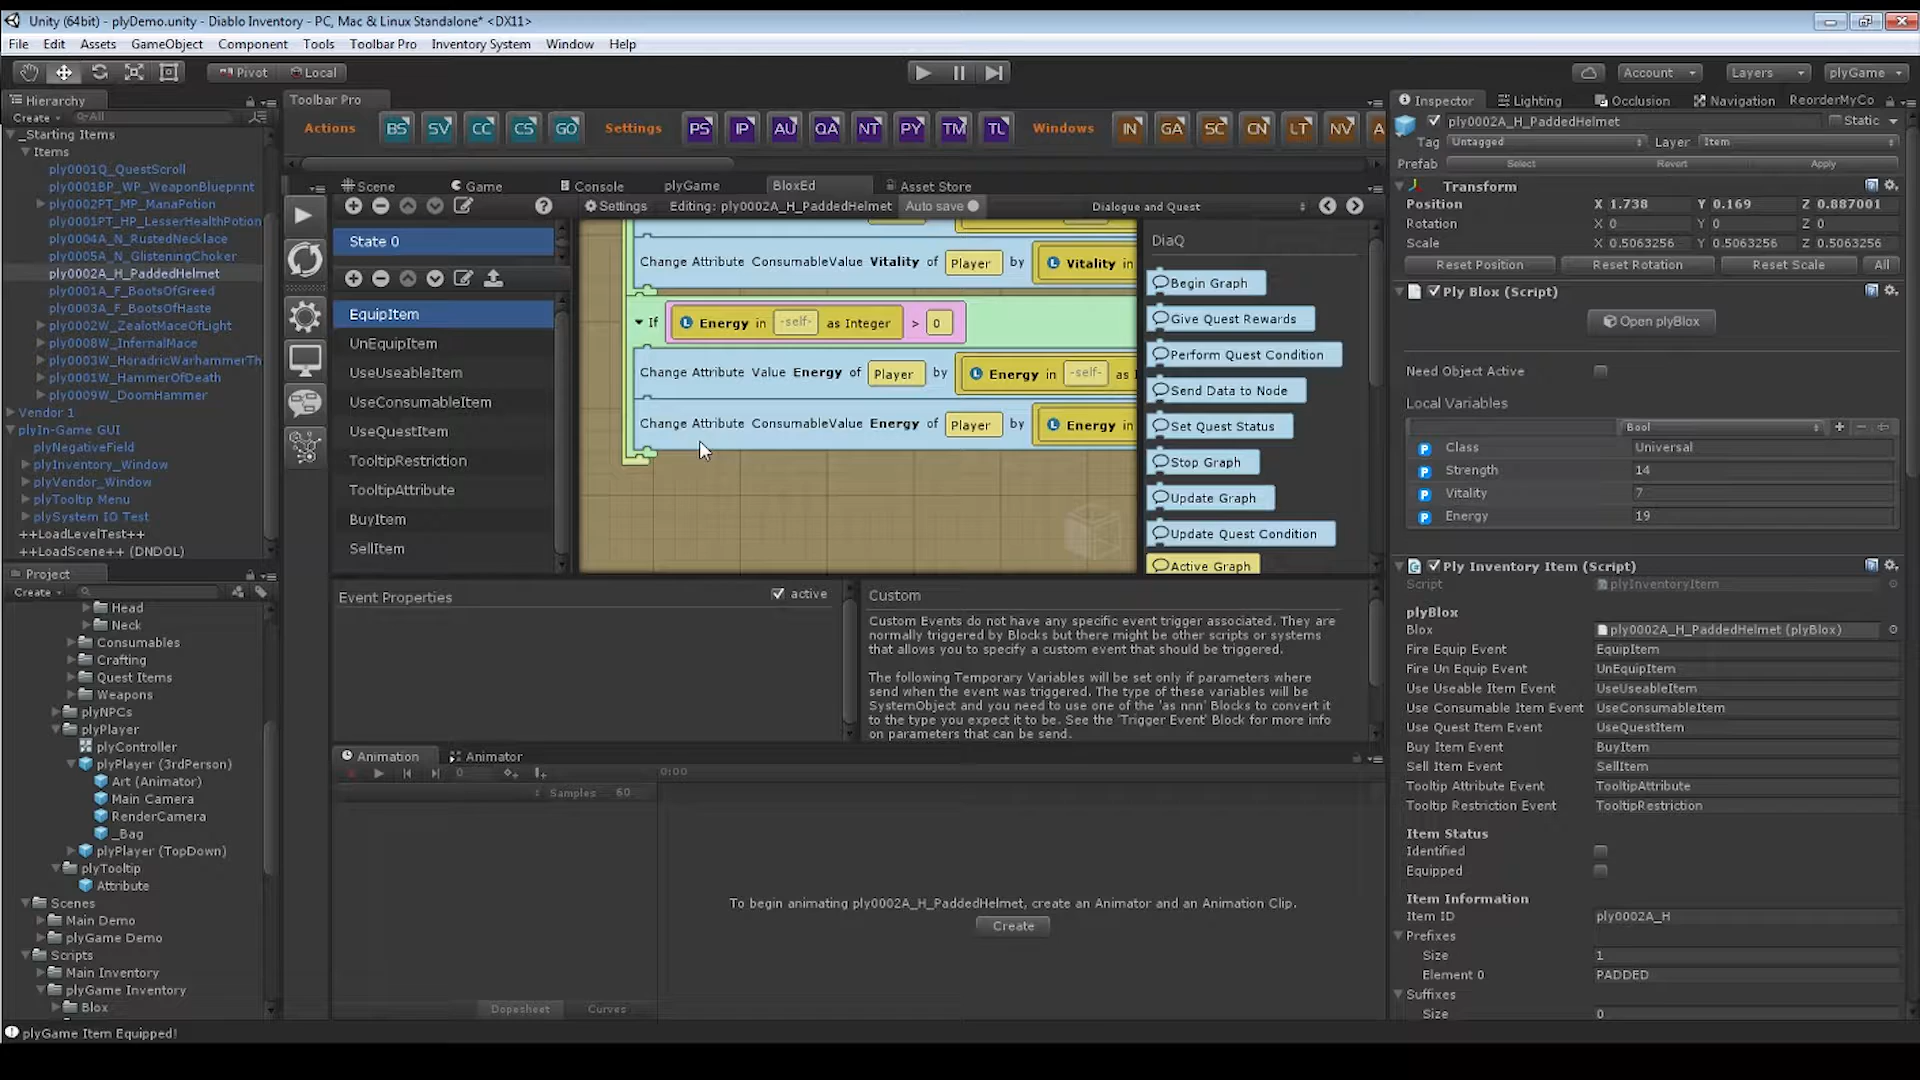 Unity (64bit) - plyDemo.unity - Diablo Inventory - PC, Mac & Linux Standalone* <DX11>
File Edit Assets GameObject Component Tools Toolbar Pro Inventory System Window Help
Pivot Local Account Layers plyGame
Hierarchy
Create All
_Starting Items
Items
ply0001Q_QuestScroll
ply0001BP_WP_WeaponBlueprint
ply0002PT_MP_ManaPotion
ply0001PT_HP_LesserHealthPotion
ply0004A_N_RustedNecklace
ply0005A_N_GlisteningChoker
ply0002A_H_PaddedHelmet
ply0001A_F_BootsOfGreed
ply0003A_F_BootsOfHaste
ply0002W_ZealotMaceOfLight
ply0008W_InfernalMace
ply0003W_HoradricWarhammerTh
ply0001W_HammerOfDeath
ply0009W_DoomHammer
Vendor 1
plyIn-Game GUI
plyNegativeField
plyInventory_Window
plyVendor_Window
plyTooltip Menu
plySystem IO Test
++LoadLevelTest++
++LoadScene++ (DNDOL)
Project
Create
Head
Neck
Consumables
Crafting
Quest Items
Weapons
plyNPCs
plyPlayer
plyController
plyPlayer (3rdPerson)
Art (Animator)
Main Camera
RenderCamera
_Bag
plyPlayer (TopDown)
plyTooltip
Attribute
Scenes
Main Demo
plyGame Demo
Scripts
Main Inventory
plyGame Inventory
Blox
plyGame Item Equipped!
Toolbar Pro
Actions BS SV CC CS GO Settings PS IP AU QA NT PY TM TL Windows IN GA SC CN LT NV A
Scene Game Console plyGame BloxEd Asset Store
Settings Editing: ply0002A_H_PaddedHelmet Auto save Dialogue and Quest
State 0
EquipItem
UnEquipItem
UseUseableItem
UseConsumableItem
UseQuestItem
TooltipRestriction
TooltipAttribute
BuyItem
SellItem
Change Attribute ConsumableValue Vitality of Player by Vitality in
If Energy in -self- as Integer > 0
Change Attribute Value Energy of Player by Energy in -self- as I
Change Attribute ConsumableValue Energy of Player by Energy in
DiaQ
Begin Graph
Give Quest Rewards
Perform Quest Condition
Send Data to Node
Set Quest Status
Stop Graph
Update Graph
Update Quest Condition
Active Graph
Event Properties active
Custom
Custom Events do not have any specific event trigger associated. They are
normally triggered by Blocks but there might be other scripts or systems
that allows you to specify a custom event that should be triggered.
The following Temporary Variables will be set only if parameters where
send when the event was triggered. The type of these variables will be
SystemObject and you need to use one of the 'as nnn' Blocks to convert it
to the type you expect it to be. See the 'Trigger Event' Block for more info
on parameters that can be send.
Animation Animator
0 0:00
Samples 60
To begin animating ply0002A_H_PaddedHelmet, create an Animator and an Animation Clip.
Create
Dopesheet Curves
Inspector Lighting Occlusion Navigation ReorderMyCo
ply0002A_H_PaddedHelmet Static
Tag Untagged Layer Item
Prefab Select Revert Apply
Transform
Position X 1.738 Y 0.169 Z 0.887001
Rotation X 0 Y 0 Z 0
Scale X 0.5063256 Y 0.5063256 Z 0.5063256
Reset Position Reset Rotation Reset Scale All
Ply Blox (Script)
Open plyBlox
Need Object Active
Local Variables
Bool
Class Universal
Strength 14
Vitality 7
Energy 19
Ply Inventory Item (Script)
Script plyInventoryItem
plyBlox
Blox ply0002A_H_PaddedHelmet (plyBlox)
Fire Equip Event EquipItem
Fire Un Equip Event UnEquipItem
Use Useable Item Event UseUseableItem
Use Consumable Item Event UseConsumableItem
Use Quest Item Event UseQuestItem
Buy Item Event BuyItem
Sell Item Event SellItem
Tooltip Attribute Event TooltipAttribute
Tooltip Restriction Event TooltipRestriction
Item Status
Identified
Equipped
Item Information
Item ID ply0002A_H
Prefixes
Size 1
Element 0 PADDED
Suffixes
Size 0